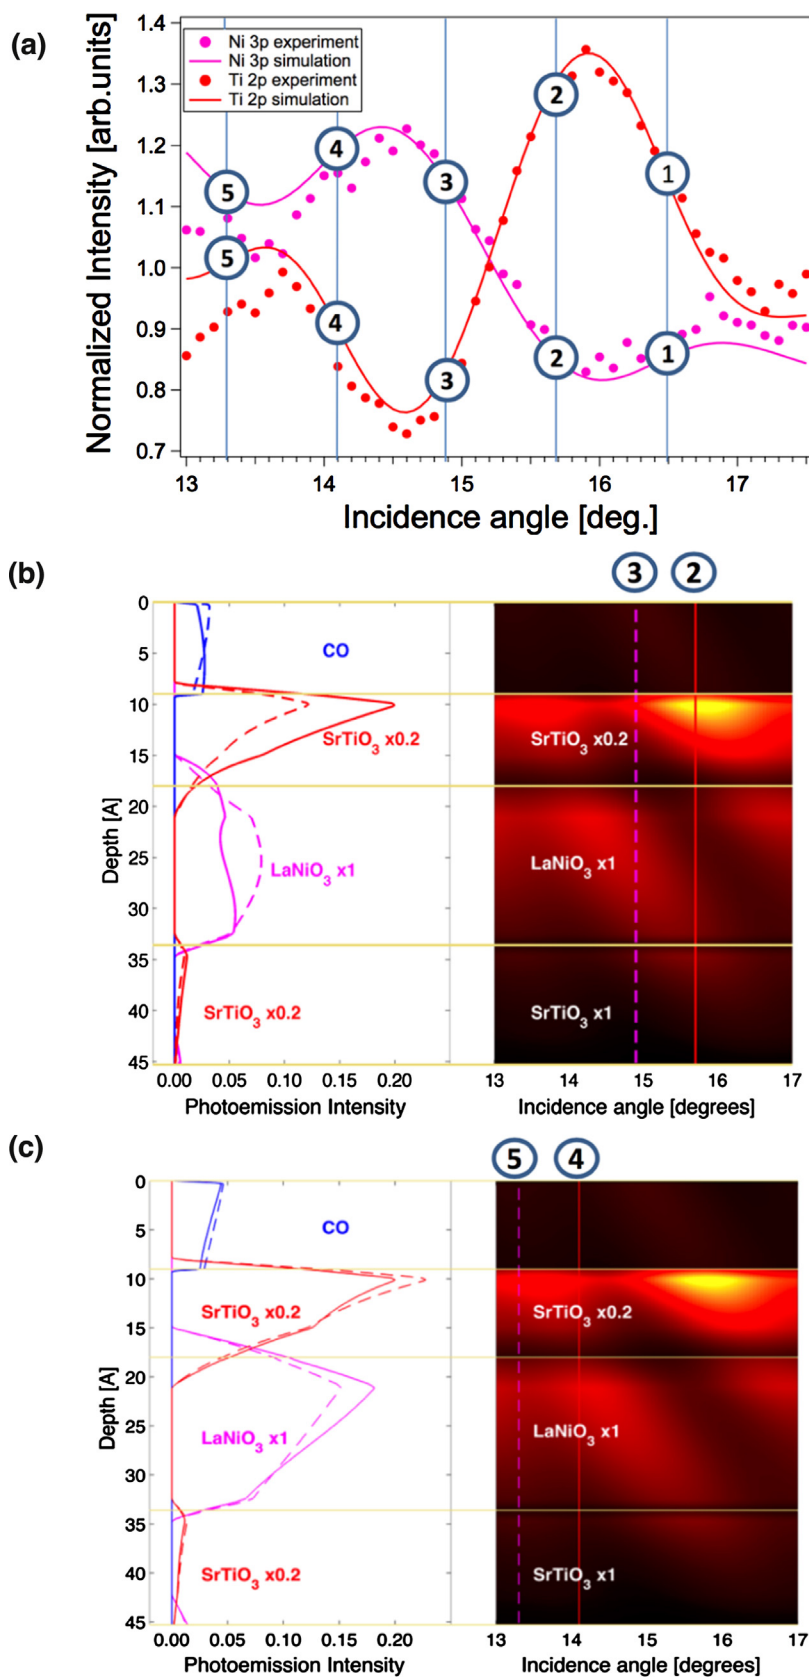 (a)
Normalized Intensity [arb.units]
1.4
1.3
1.2
1.1
1.0
0.9
0.8
0.7
Ni 3p experiment
Ni 3p simulation
Ti 2p experiment
Ti 2p simulation
5 4 3 2 1
5 4 3 2 1
13 14 15 16 17
Incidence angle [deg.]
(b)
3 2
Depth [A]
0
5
10
15
20
25
30
35
40
45
CO
SrTiO3 x0.2
LaNiO3 x1
SrTiO3 x0.2
0.00 0.05 0.10 0.15 0.20
Photoemission Intensity
SrTiO3 x0.2
LaNiO3 x1
SrTiO3 x1
13 14 15 16 17
Incidence angle [degrees]
(c)
5 4
Depth [A]
0
5
10
15
20
25
30
35
40
45
CO
SrTiO3 x0.2
LaNiO3 x1
SrTiO3 x0.2
0.00 0.05 0.10 0.15 0.20
Photoemission Intensity
SrTiO3 x0.2
LaNiO3 x1
SrTiO3 x1
13 14 15 16 17
Incidence angle [degrees]